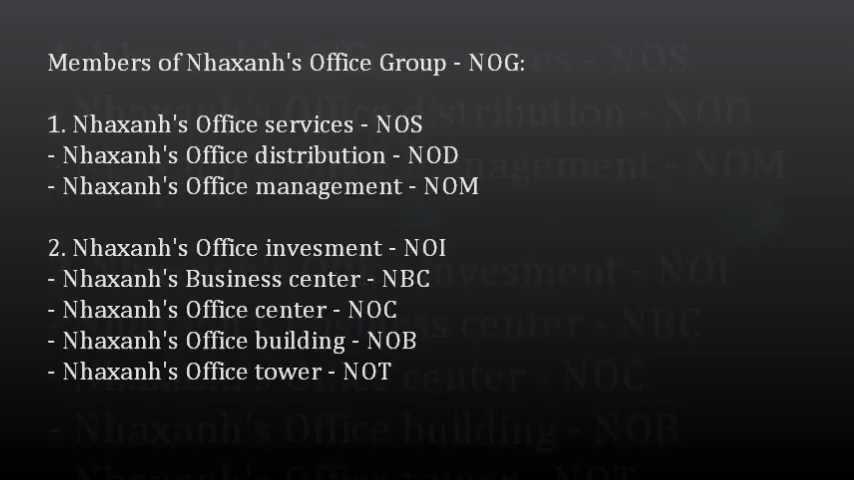 Members of Nhaxanh's Office Group - NOG:
1. Nhaxanh's Office services - NOS
- Nhaxanh's Office distribution - NOD
- Nhaxanh's Office management - NOM
2. Nhaxanh's Office invesment - NOI
- Nhaxanh's Business center - NBC
- Nhaxanh's Office center - NOC
- Nhaxanh's Office building - NOB
- Nhaxanh's Office tower - NOT